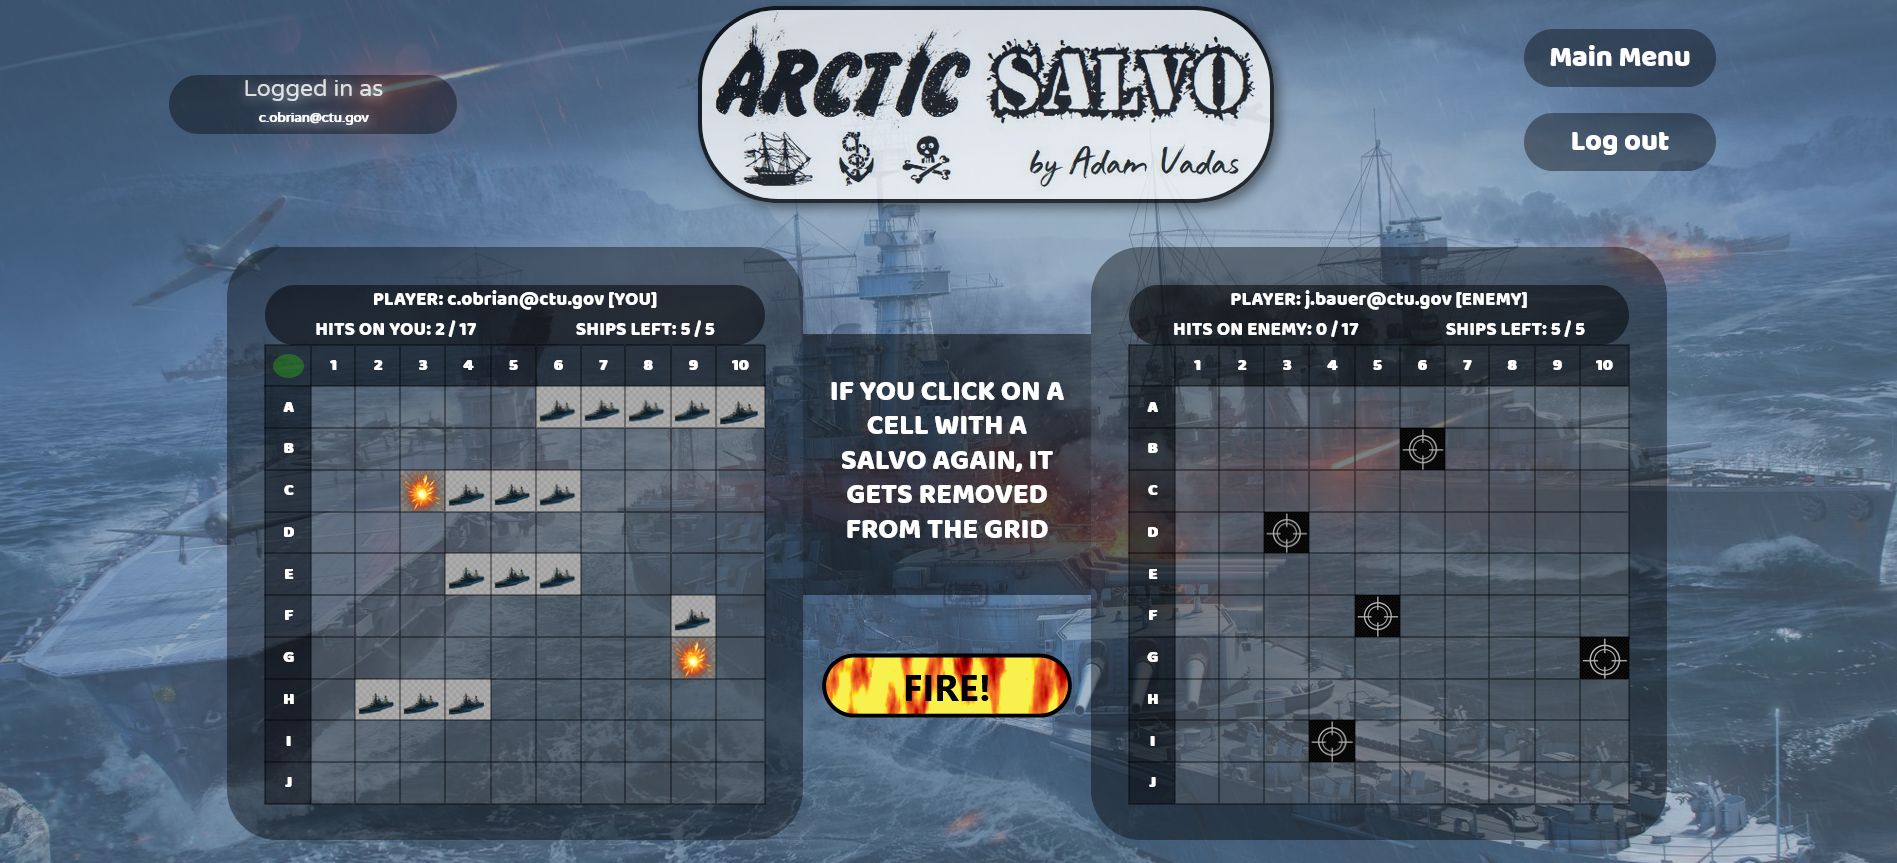 Logged in as
c.obrian@ctu.gov
ARCTIC SALVO
by Adam Vadas
Main Menu
Log out
PLAYER: c.obrian@ctu.gov [YOU]
HITS ON YOU: 2 / 17 SHIPS LEFT: 5 / 5
1 2 3 4 5 6 7 8 9 10
A
B
C
D
E
F
G
H
I
J
IF YOU CLICK ON A
CELL WITH A
SALVO AGAIN, IT
GETS REMOVED
FROM THE GRID
FIRE!
PLAYER: j.bauer@ctu.gov [ENEMY]
HITS ON ENEMY: 0 / 17 SHIPS LEFT: 5 / 5
1 2 3 4 5 6 7 8 9 10
A
B
C
D
E
F
G
H
I
J